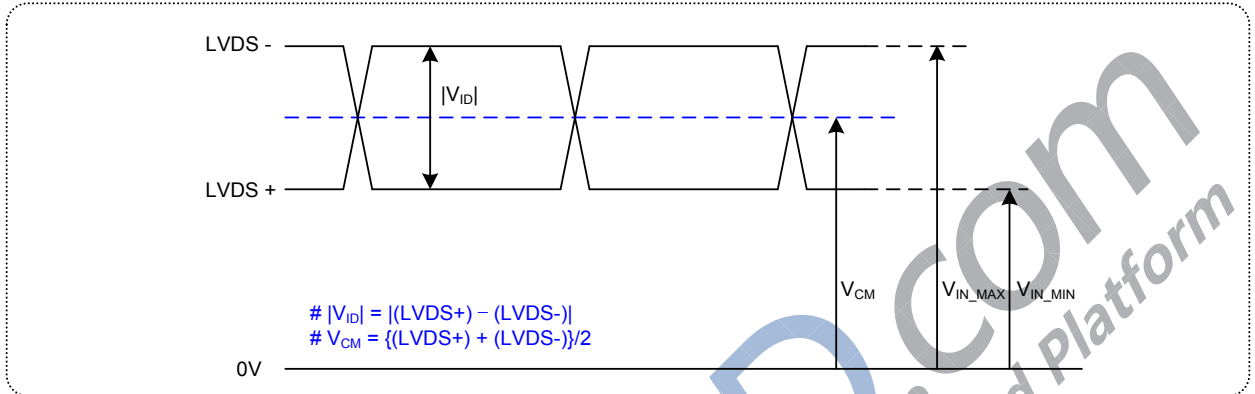 LVDS -
|VID|
LVDS +
VCM
VIN_MAX
VIN_MIN
# |VID| = |(LVDS+) – (LVDS-)|
# VCM = {(LVDS+) + (LVDS-)}/2
0V
com
Platform